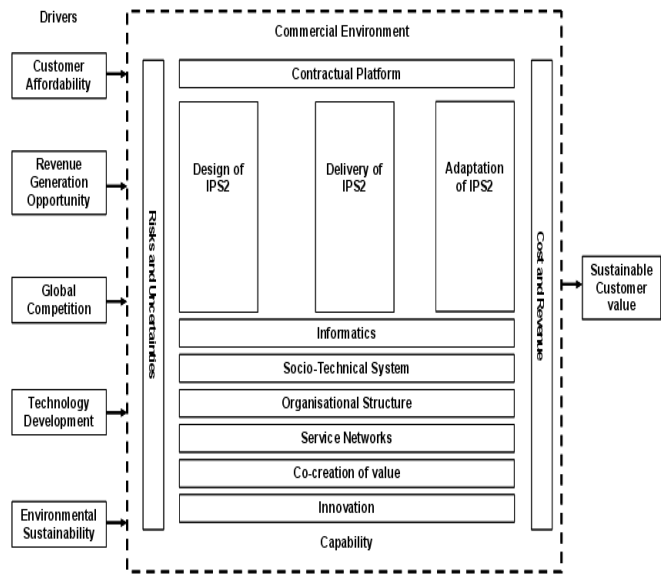 Drivers
Commercial Environment
Customer
Affordability
Revenue
Generation
Opportunity
Global
Competition
Technology
Development
Environmental
Sustainability
Risks and Uncertainties
Contractual Platform
Design of
IPS2
Delivery of
IPS2
Adaptation
of IPS2
Informatics
Socio-Technical System
Organisational Structure
Service Networks
Co-creation of value
Innovation
Cost and Revenue
Capability
Sustainable
Customer
value